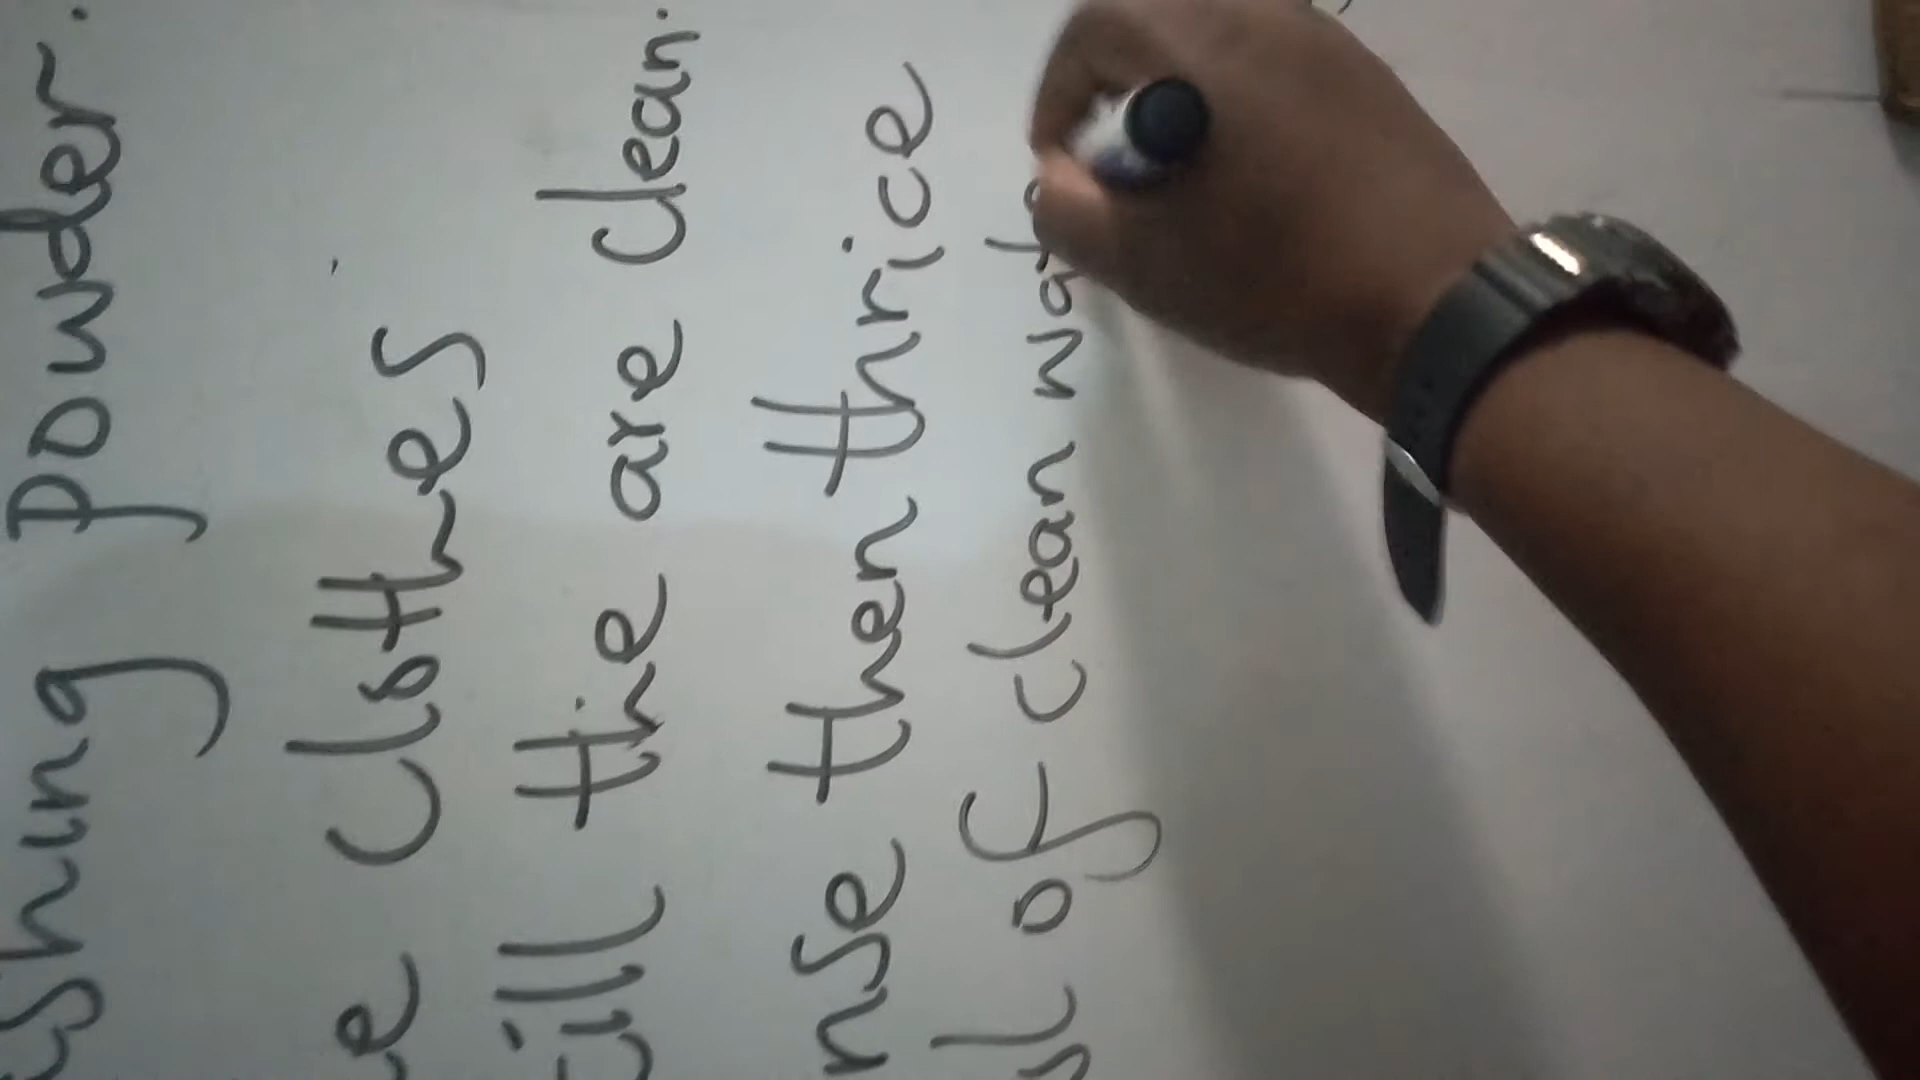 shing powder.
e clothes
till the are clean.
nse then thrice
of clean